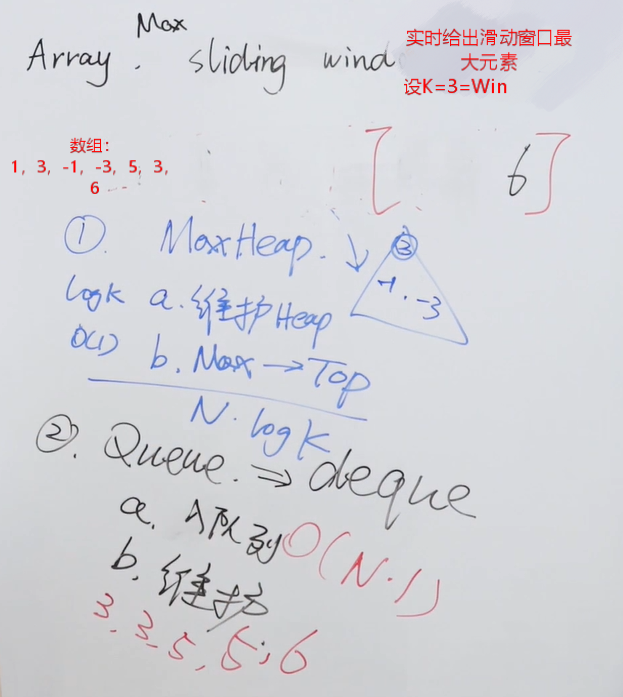 Max
Array. sliding wind
实时给出滑动窗口最
大元素
设K=3=Win
数组:
1, 3, -1, -3, 5, 3,
6
[ 6]
① MaxHeap.
3
-1, -3
logK a.维护Heap
O(1) b. Max→Top
N·logK
②. Queue. ⇒ deque
a. 入队列 O(N·1)
b. 维护
3, 3, 5, 5, 6